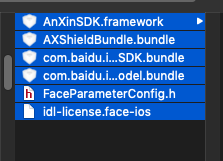 AnXinSDK.framework
AXShieldBundle.bundle
com.baidu.i...SDK.bundle
com.baidu.i...odel.bundle
FaceParameterConfig.h
idl-license.face-ios